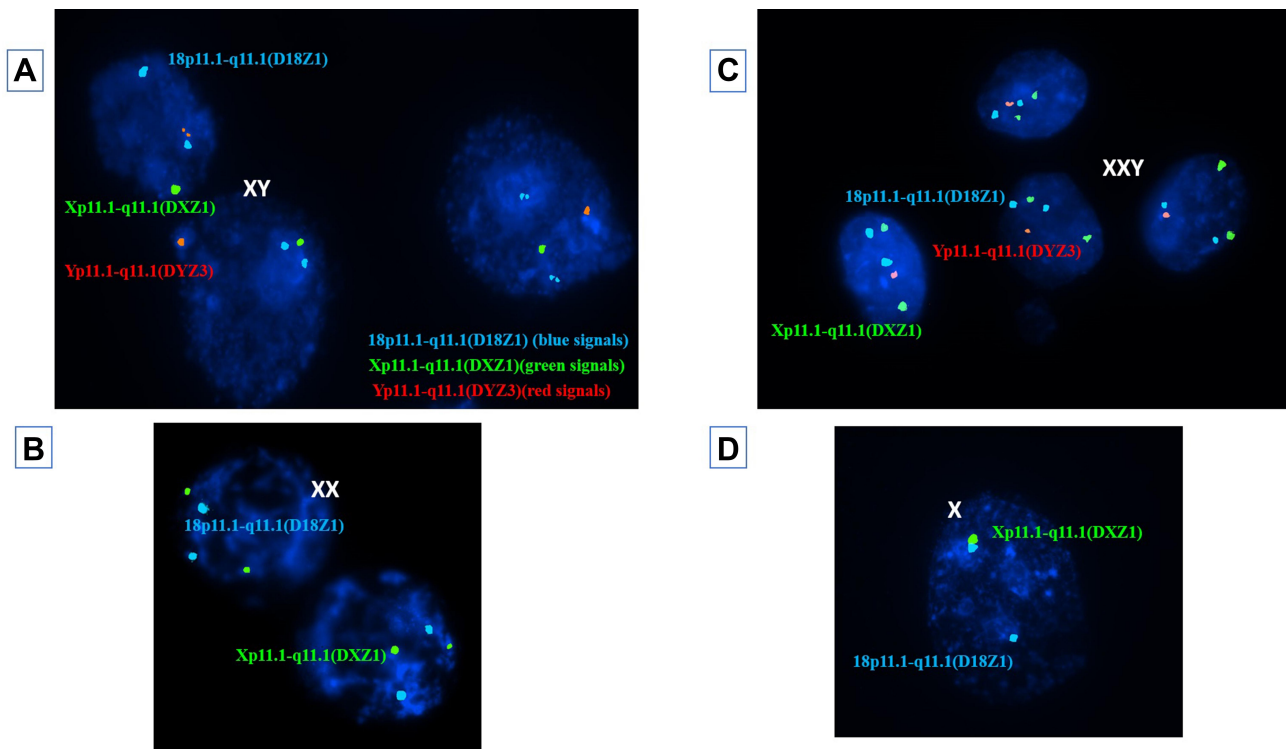 A
18p11.1-q11.1(D18Z1)
XY
Xp11.1-q11.1(DXZ1)
Yp11.1-q11.1(DYZ3)
18p11.1-q11.1(D18Z1) (blue signals)
Xp11.1-q11.1(DXZ1)(green signals)
Yp11.1-q11.1(DYZ3)(red signals)
B
XX
18p11.1-q11.1(D18Z1)
Xp11.1-q11.1(DXZ1)
C
XXY
18p11.1-q11.1(D18Z1)
Yp11.1-q11.1(DYZ3)
Xp11.1-q11.1(DXZ1)
D
X
Xp11.1-q11.1(DXZ1)
18p11.1-q11.1(D18Z1)